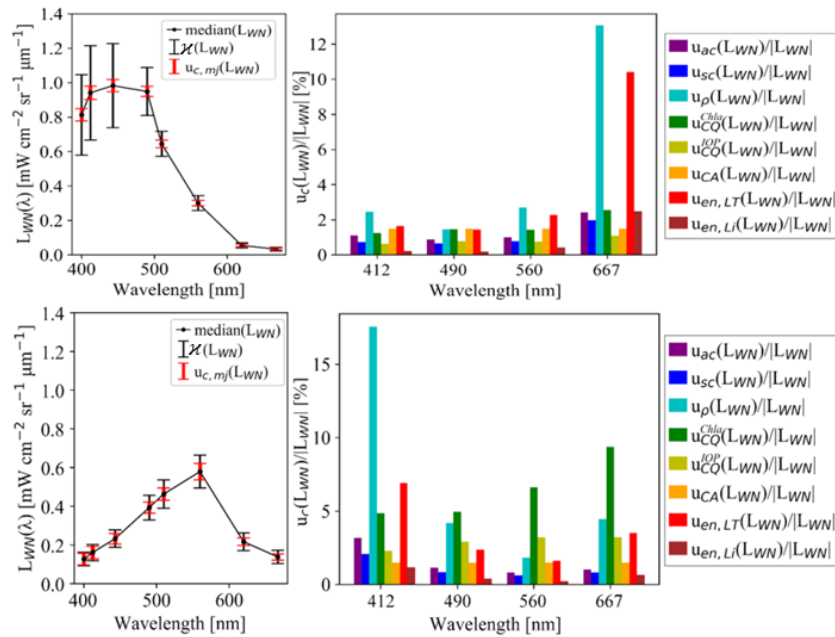 1.4
1.2
1.0
0.8
0.6
0.4
0.2
0.0
400
500
600
Wavelength [nm]
L_WN(λ) [mW cm⁻² sr⁻¹ μm⁻¹]
median(L_WN)
ϰ(L_WN)
u_c,mj(L_WN)
12
10
8
6
4
2
0
412
490
560
667
Wavelength [nm]
u_c(L_WN)/|L_WN| [%]
u_ac(L_WN)/|L_WN|
u_sc(L_WN)/|L_WN|
u_ρ(L_WN)/|L_WN|
u_CQ^Chla(L_WN)/|L_WN|
u_CQ^IOP(L_WN)/|L_WN|
u_CA(L_WN)/|L_WN|
u_en,LT(L_WN)/|L_WN|
u_en,Li(L_WN)/|L_WN|
1.4
1.2
1.0
0.8
0.6
0.4
0.2
0.0
400
500
600
Wavelength [nm]
L_WN(λ) [mW cm⁻² sr⁻¹ μm⁻¹]
median(L_WN)
ϰ(L_WN)
u_c,mj(L_WN)
15
10
5
0
412
490
560
667
Wavelength [nm]
u_c(L_WN)/|L_WN| [%]
u_ac(L_WN)/|L_WN|
u_sc(L_WN)/|L_WN|
u_ρ(L_WN)/|L_WN|
u_CQ^Chla(L_WN)/|L_WN|
u_CQ^IOP(L_WN)/|L_WN|
u_CA(L_WN)/|L_WN|
u_en,LT(L_WN)/|L_WN|
u_en,Li(L_WN)/|L_WN|